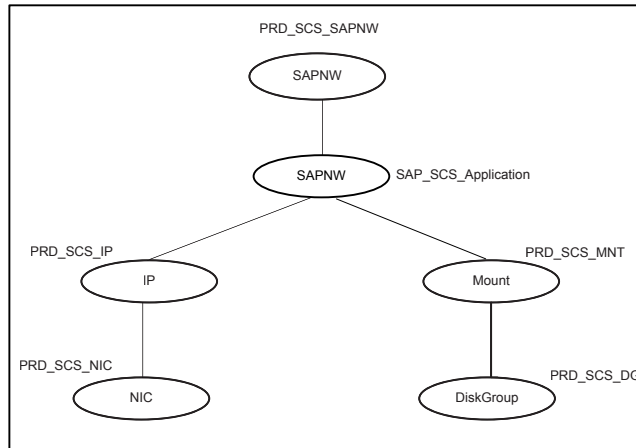 PRD_SCS_SAPNW
SAPNW
SAPNW
SAP_SCS_Application
PRD_SCS_IP
PRD_SCS_MNT
IP
Mount
PRD_SCS_NIC
PRD_SCS_DG
NIC
DiskGroup